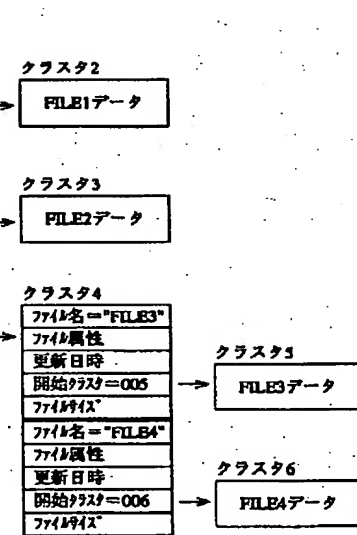 クラスタ2
FILE1データ
クラスタ3
FILE2データ
クラスタ4
ファイル名="FILE3"
ファイル属性
更新日時
開始クラスタ=005
ファイルサイズ
ファイル名="FILE4"
ファイル属性
更新日時
開始クラスタ=006
ファイルサイズ
クラスタ5
FILE3データ
クラスタ6
FILE4データ